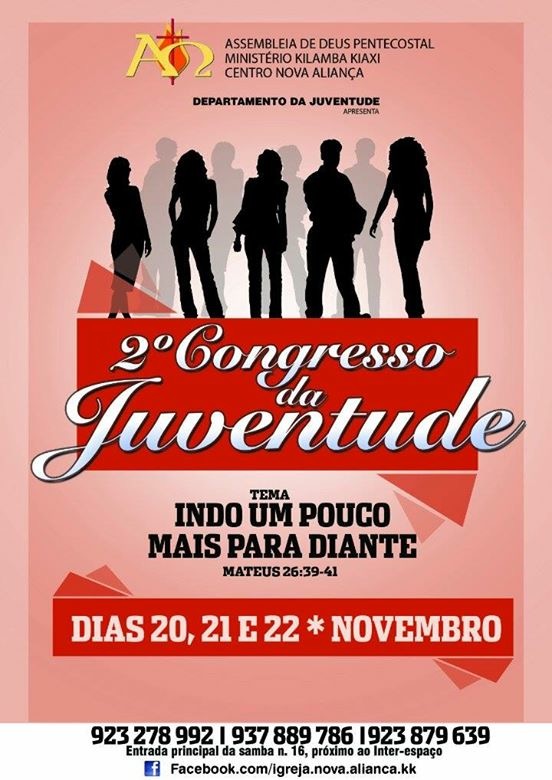 ΑΩ
ASSEMBLEIA DE DEUS PENTECOSTAL
MINISTÉRIO KILAMBA KIAXI
CENTRO NOVA ALIANÇA
DEPARTAMENTO DA JUVENTUDE
APRESENTA
2º Congresso
da
Juventude
TEMA
INDO UM POUCO
MAIS PARA DIANTE
MATEUS 26:39-41
DIAS 20, 21 E 22 * NOVEMBRO
923 278 992 | 937 889 786 | 923 879 639
Entrada principal da samba n. 16, próximo ao Inter-espaço
f Facebook.com/igreja.nova.alianca.kk